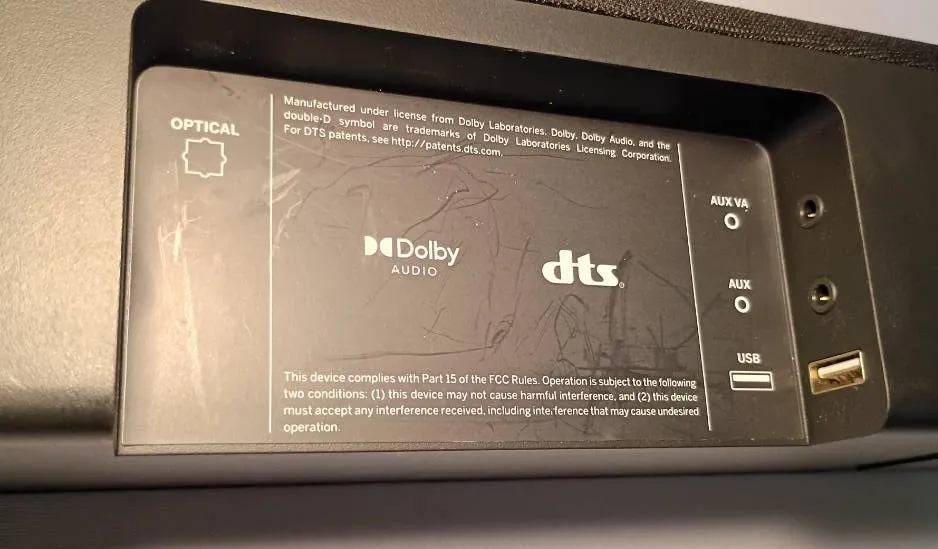 OPTICAL
Manufactured under license from Dolby Laboratories. Dolby, Dolby Audio, and the
double-D symbol are trademarks of Dolby Laboratories Licensing Corporation.
For DTS patents, see http://patents.dts.com.
Dolby
AUDIO
dts®
AUX VA
AUX
USB
This device complies with Part 15 of the FCC Rules. Operation is subject to the following
two conditions: (1) this device may not cause harmful interference, and (2) this device
must accept any interference received, including interference that may cause undesired
operation.